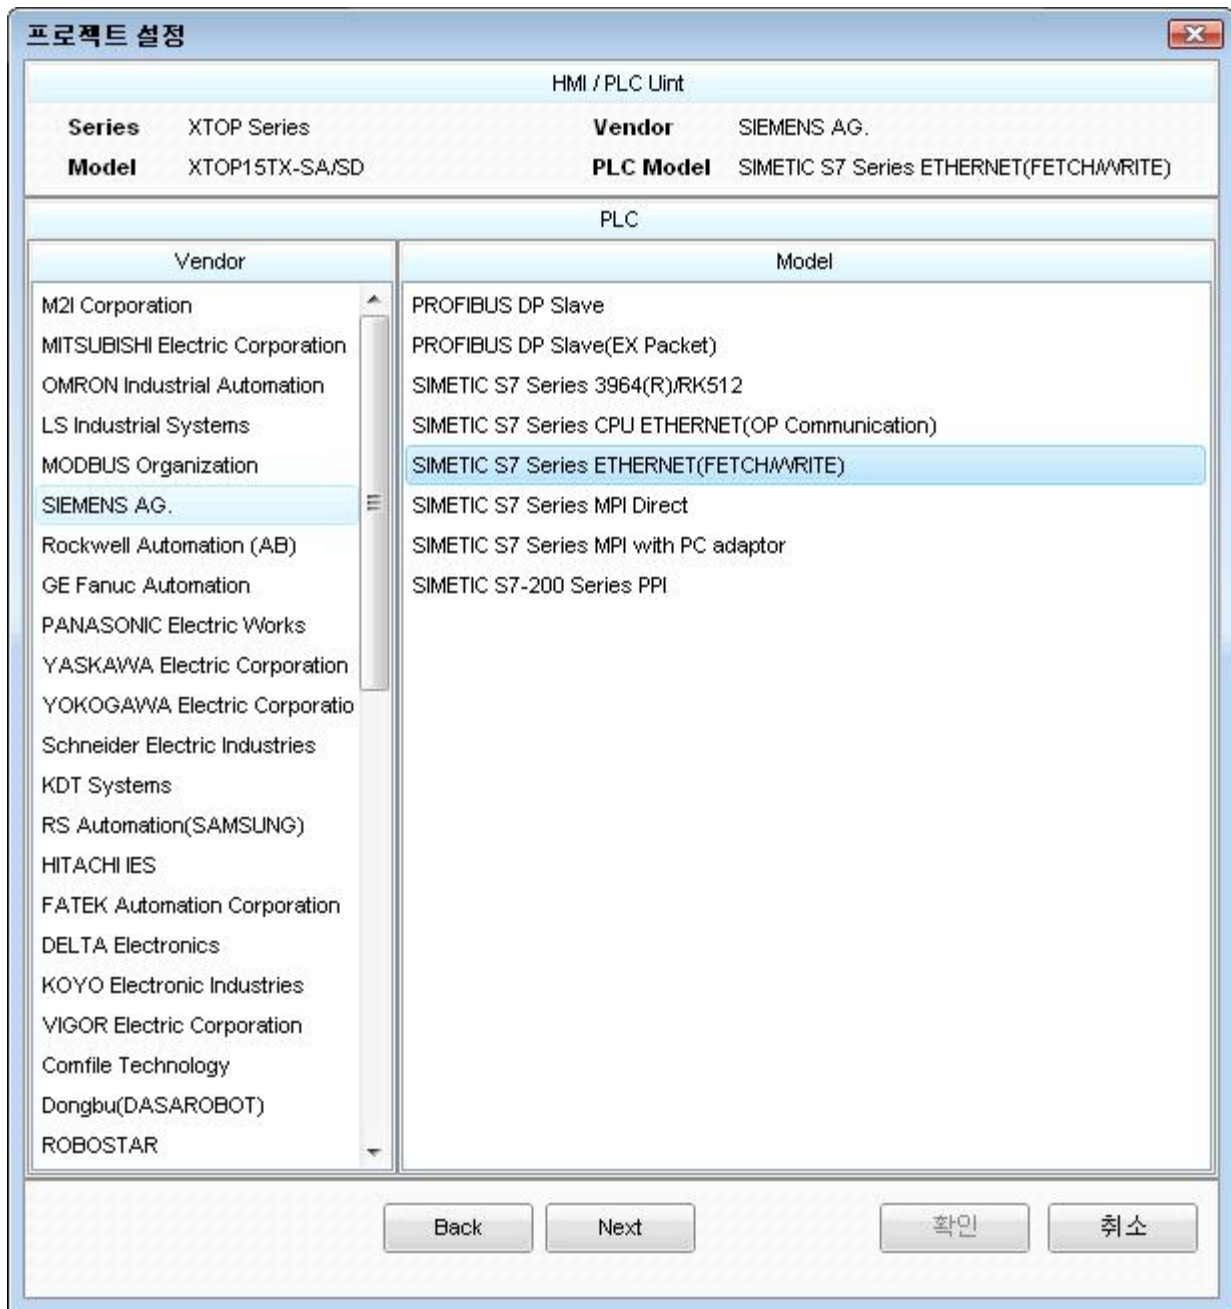 프로젝트 설정
HMI / PLC Uint
Series XTOP Series Vendor SIEMENS AG.
Model XTOP15TX-SA/SD PLC Model SIMETIC S7 Series ETHERNET(FETCH/WRITE)
PLC
Vendor
M2I Corporation
MITSUBISHI Electric Corporation
OMRON Industrial Automation
LS Industrial Systems
MODBUS Organization
SIEMENS AG.
Rockwell Automation (AB)
GE Fanuc Automation
PANASONIC Electric Works
YASKAWA Electric Corporation
YOKOGAWA Electric Corporatio
Schneider Electric Industries
KDT Systems
RS Automation(SAMSUNG)
HITACHI IES
FATEK Automation Corporation
DELTA Electronics
KOYO Electronic Industries
VIGOR Electric Corporation
Comfile Technology
Dongbu(DASAROBOT)
ROBOSTAR
Model
PROFIBUS DP Slave
PROFIBUS DP Slave(EX Packet)
SIMETIC S7 Series 3964(R)/RK512
SIMETIC S7 Series CPU ETHERNET(OP Communication)
SIMETIC S7 Series ETHERNET(FETCH/WRITE)
SIMETIC S7 Series MPI Direct
SIMETIC S7 Series MPI with PC adaptor
SIMETIC S7-200 Series PPI
Back Next 확인 취소